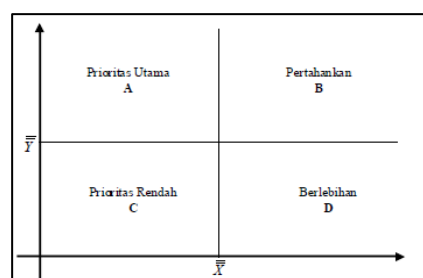 Prioritas Utama
A
Pertahankan
B
Y
Prioritas Rendah
C
Berlebihan
D
X